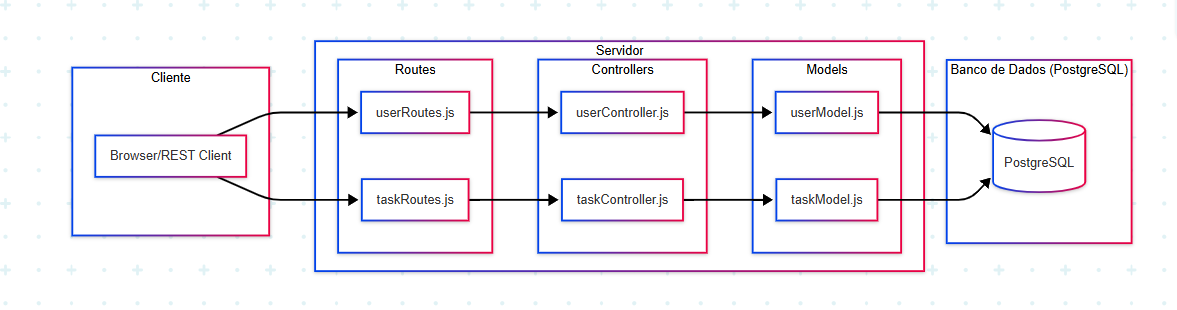 Cliente
Browser/REST Client
Servidor
Routes
userRoutes.js
taskRoutes.js
Controllers
userController.js
taskController.js
Models
userModel.js
taskModel.js
Banco de Dados (PostgreSQL)
PostgreSQL